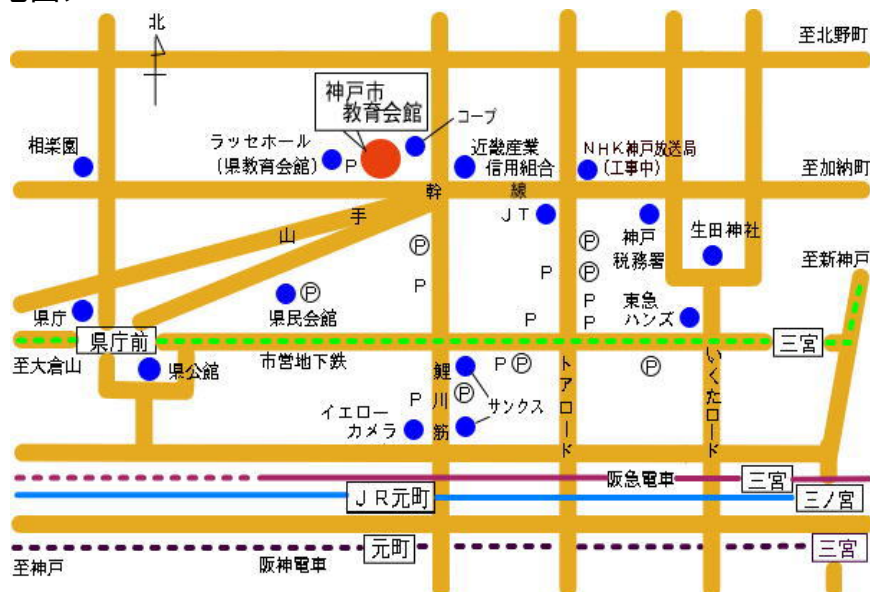 北
至北野町
神戸市
教育会館
コープ
相楽園
ラッセホール
(県教育会館)
P
近畿産業
信用組合
NHK神戸放送局
(工事中)
至加納町
幹
線
手
山
JT
神戸
税務署
生田神社
P
P
P
P
至新神戸
県庁
県民会館
P
P
P
P
P
東急
ハンズ
県庁前
三宮
至大倉山
県公館
市営地下鉄
鯉
川
筋
P
P
P
P
P
サンクス
イエロー
カメラ
トアロード
いくたロード
阪急電車
三宮
JR元町
三ノ宮
元町
三宮
至神戸
阪神電車